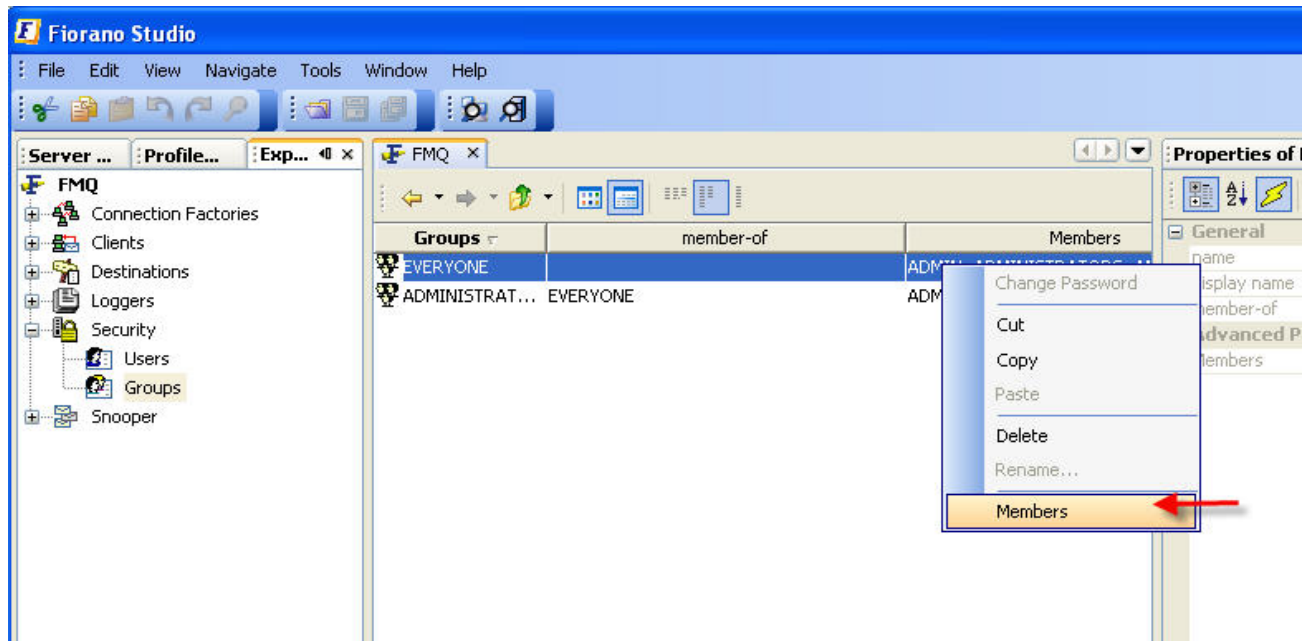 Fiorano Studio
File Edit View Navigate Tools Window Help
Server ... Profile... Exp...
FMQ
Properties of
FMQ
Connection Factories
Clients
Destinations
Loggers
Security
Users
Groups
Snooper
Groups member-of Members
EVERYONE
ADMINISTRAT... EVERYONE ADM
Change Password
Cut
Copy
Paste
Delete
Rename...
Members
General
name
display name
member-of
Advanced P
Members